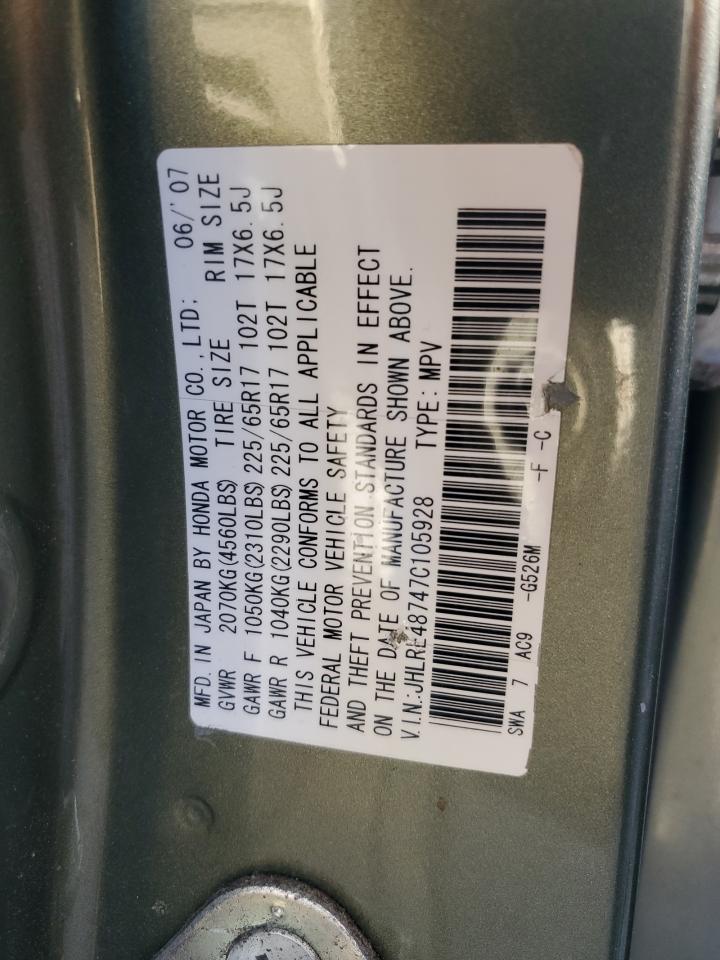 MFD. IN JAPAN BY HONDA MOTOR CO., LTD: 06/'07
GVWR 2070KG(4560LBS) TIRE SIZE RIM SIZE
GAWR F 1050KG(2310LBS) 225/65R17 102T 17X6.5J
GAWR R 1040KG(2290LBS) 225/65R17 102T 17X6.5J
THIS VEHICLE CONFORMS TO ALL APPLICABLE
FEDERAL MOTOR VEHICLE SAFETY
AND THEFT PREVENTION STANDARDS IN EFFECT
ON THE DATE OF MANUFACTURE SHOWN ABOVE.
V.I.N.:JHLRE48747C105928 TYPE: MPV
SWA 7 AC9 -G526M -F -C